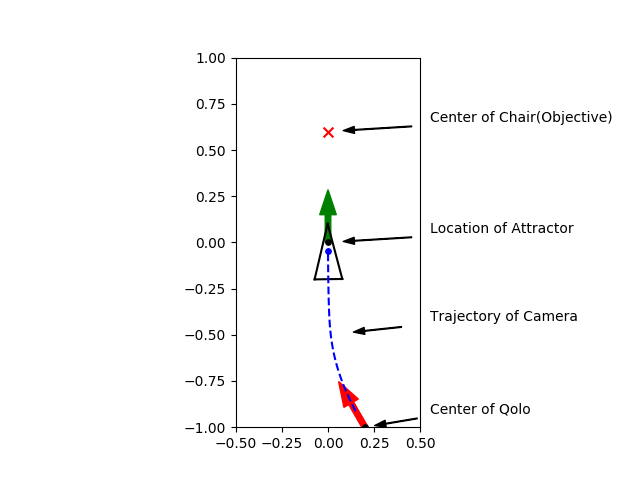 1.00
0.75
Center of Chair(Objective)
0.50
0.25
Location of Attractor
0.00
−0.25
Trajectory of Camera
−0.50
−0.75
Center of Qolo
−1.00
−0.50 −0.25 0.00 0.25 0.50